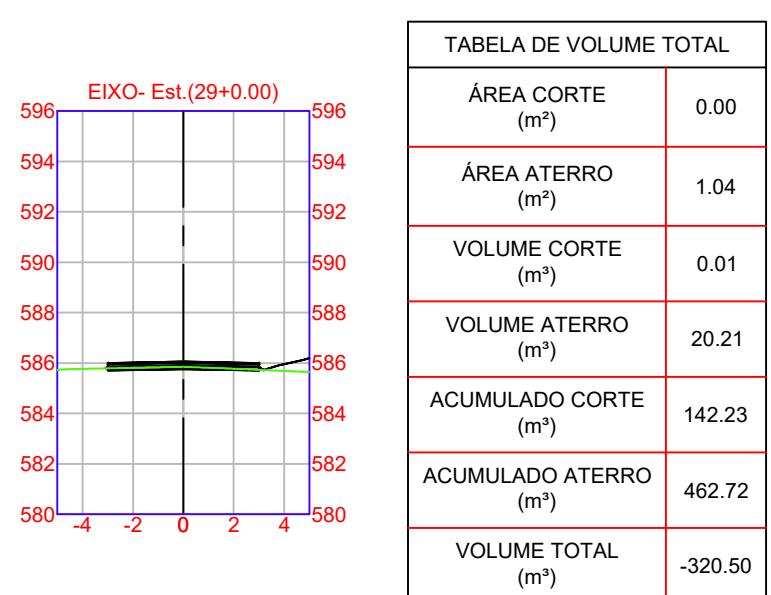 EIXO- Est.(29+0.00)
596 596
594 594
592 592
590 590
588 588
586 586
584 584
582 582
580 580
-4 -2 0 2 4
TABELA DE VOLUME TOTAL
ÁREA CORTE
(m²)
0.00
ÁREA ATERRO
(m²)
1.04
VOLUME CORTE
(m³)
0.01
VOLUME ATERRO
(m³)
20.21
ACUMULADO CORTE
(m³)
142.23
ACUMULADO ATERRO
(m³)
462.72
VOLUME TOTAL
(m³)
-320.50